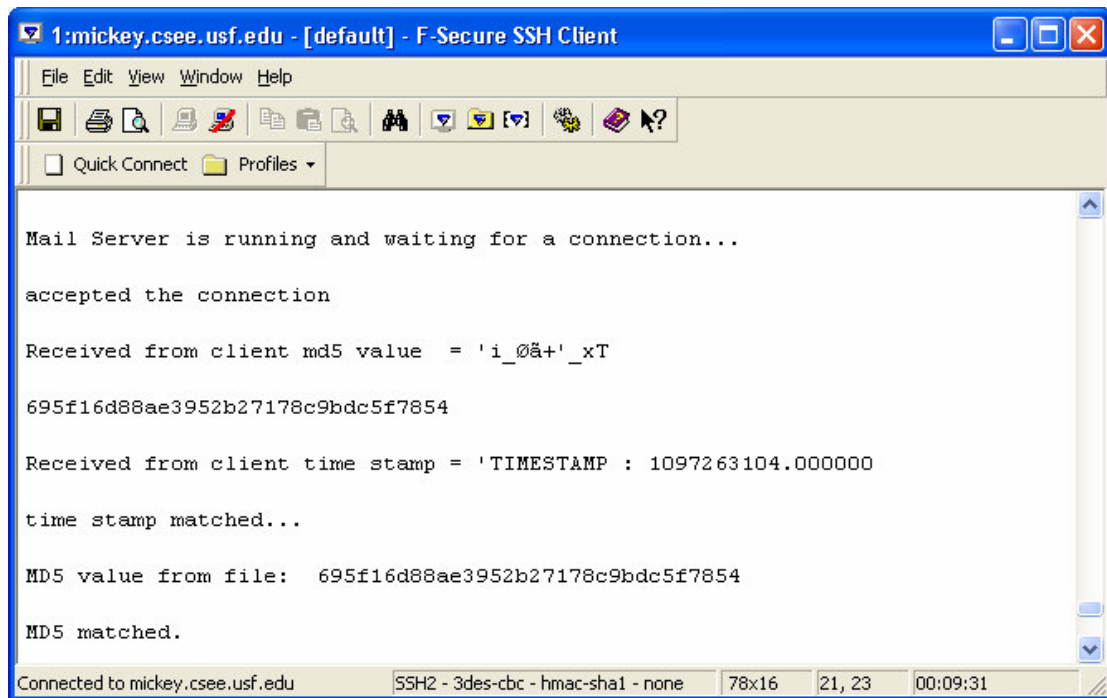 1:mickey.csee.usf.edu - [default] - F-Secure SSH Client
File Edit View Window Help
Quick Connect Profiles
Mail Server is running and waiting for a connection...
accepted the connection
Received from client md5 value = 'i_Øã+'_xT
695f16d88ae3952b27178c9bdc5f7854
Received from client time stamp = 'TIMESTAMP : 1097263104.000000
time stamp matched...
MD5 value from file: 695f16d88ae3952b27178c9bdc5f7854
MD5 matched.
Connected to mickey.csee.usf.edu SSH2 - 3des-cbc - hmac-sha1 - none 78x16 21, 23 00:09:31